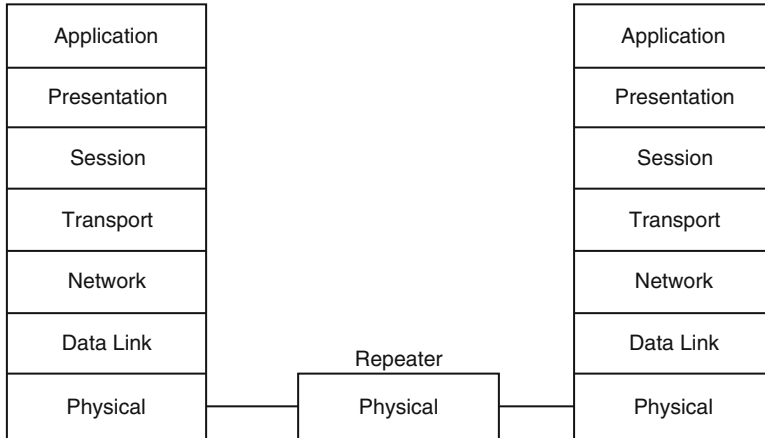 Application
Presentation
Session
Transport
Network
Data Link
Physical
Repeater
Physical
Application
Presentation
Session
Transport
Network
Data Link
Physical